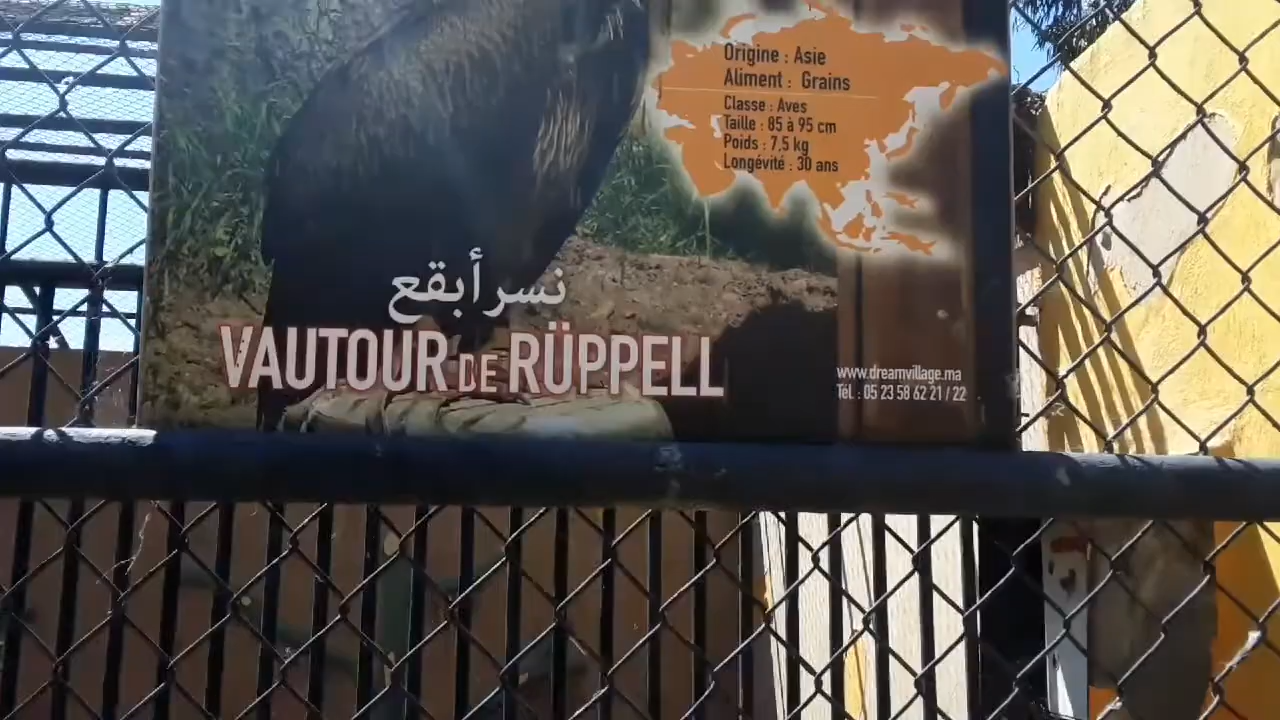 Origine : Asie
Aliment : Grains
Classe : Aves
Taille : 85 à 95 cm
Poids : 7,5 kg
Longévité : 30 ans
نسر أبقع
VAUTOUR DE RÜPPELL
www.dreamvillage.ma
Tél. : 05 23 58 62 21 / 22